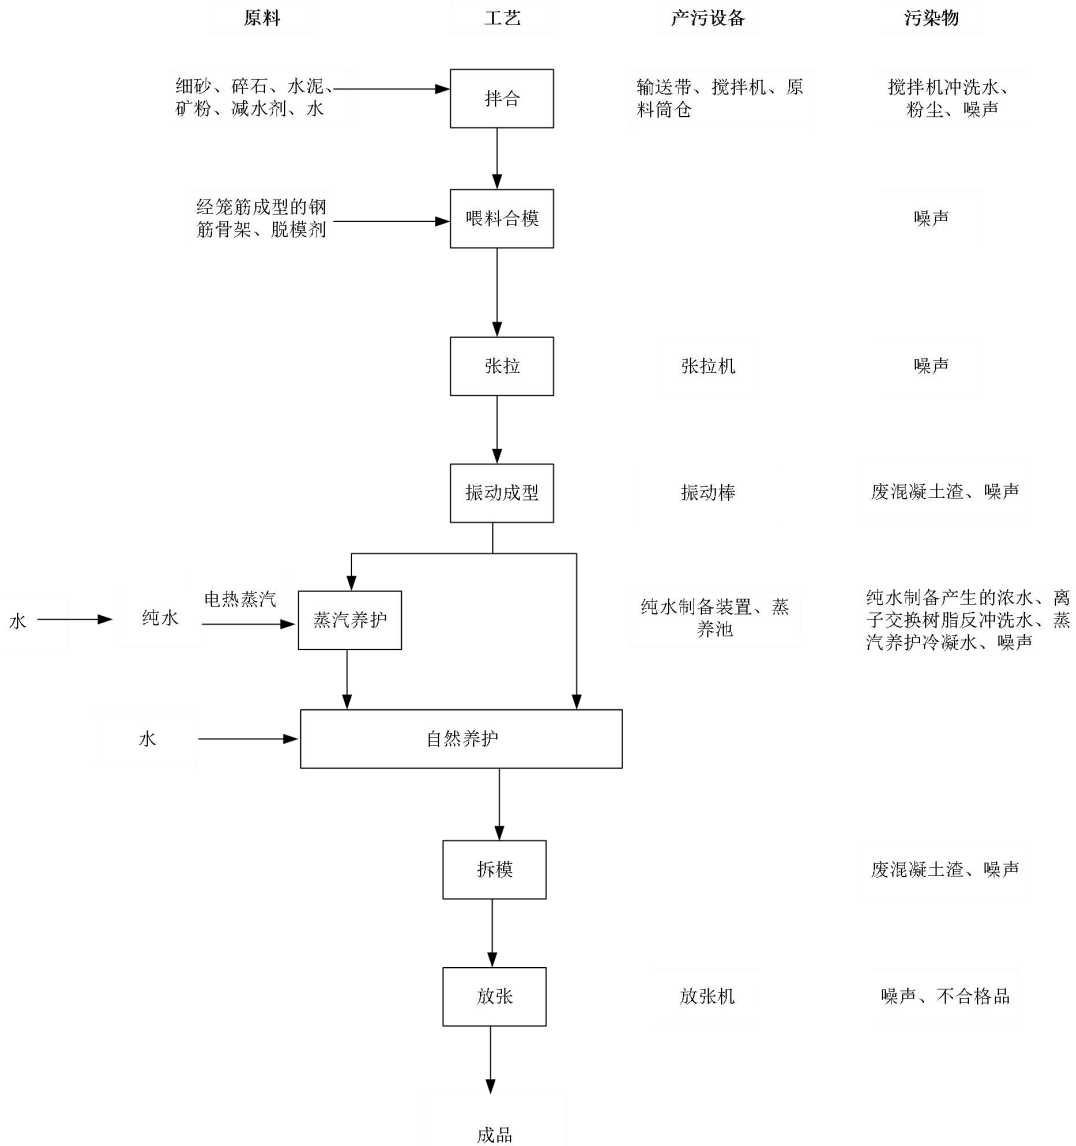 原料 工艺 产污设备 污染物
细砂、碎石、水泥、
矿粉、减水剂、水
拌合
输送带、搅拌机、原
料筒仓
搅拌机冲洗水、
粉尘、噪声
经笼筋成型的钢
筋骨架、脱模剂
喂料合模
噪声
张拉
张拉机
噪声
振动成型
振动棒
废混凝土渣、噪声
水
纯水
电热蒸汽
蒸汽养护
纯水制备装置、蒸
养池
纯水制备产生的浓水、离
子交换树脂反冲洗水、蒸
汽养护冷凝水、噪声
水
自然养护
拆模
废混凝土渣、噪声
放张
放张机
噪声、不合格品
成品